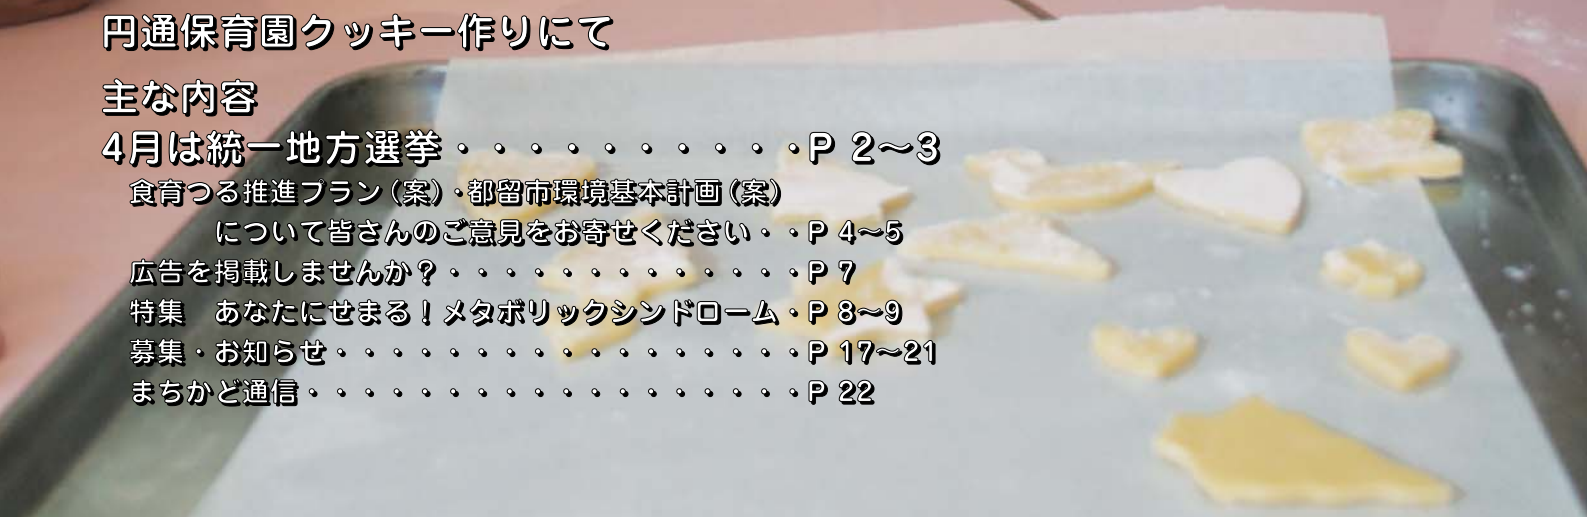 円通保育園クッキー作りにて
主な内容
4月は統一地方選挙・・・・・・・・・・P 2～3
食育つる推進プラン（案）・都留市環境基本計画（案）
について皆さんのご意見をお寄せください・・P 4～5
広告を掲載しませんか？・・・・・・・・・・・・・P 7
特集　あなたにせまる！メタボリックシンドローム・P 8～9
募集・お知らせ・・・・・・・・・・・・・・・・・P 17～21
まちかど通信・・・・・・・・・・・・・・・・・・P 22